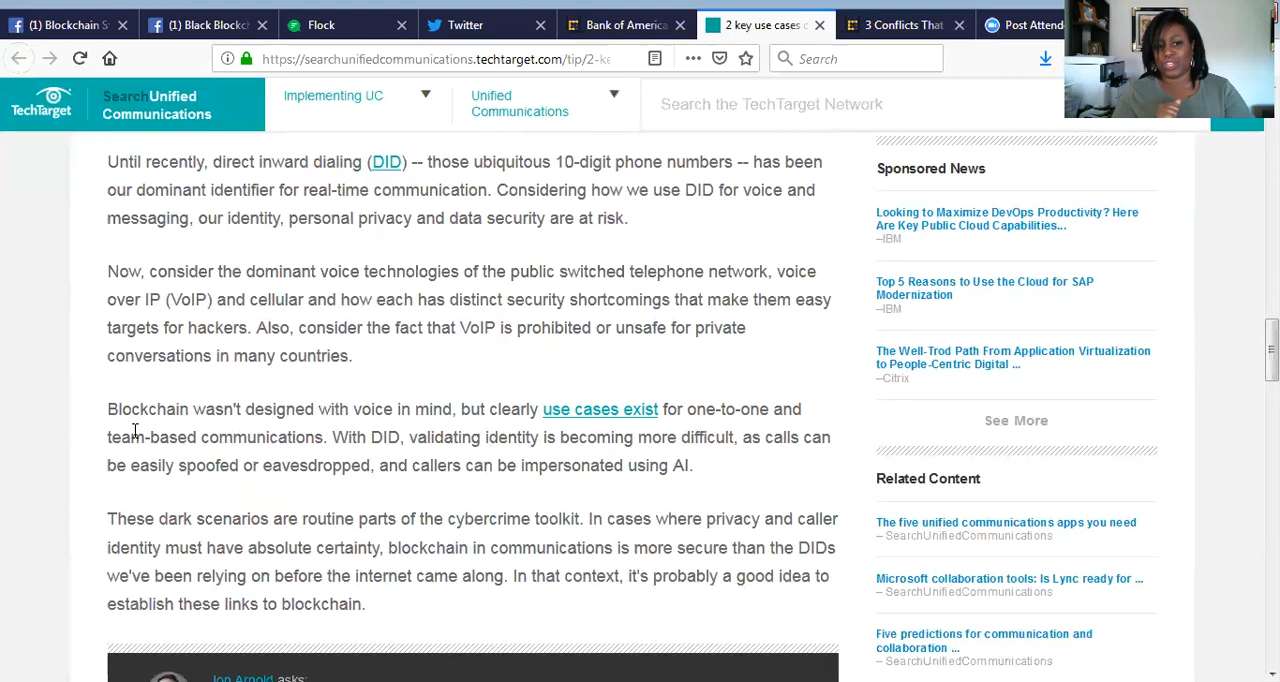 (1) Blockchain S
(1) Black Blockch
Flock
Twitter
Bank of America
2 key use cases
3 Conflicts That
Post Attend
https://searchunifiedcommunications.techtarget.com/tip/2-ke
Search
TechTarget
SearchUnified
Communications
Implementing UC
Unified
Communications
Search the TechTarget Network
Until recently, direct inward dialing (DID) -- those ubiquitous 10-digit phone numbers -- has been
our dominant identifier for real-time communication. Considering how we use DID for voice and
messaging, our identity, personal privacy and data security are at risk.
Now, consider the dominant voice technologies of the public switched telephone network, voice
over IP (VoIP) and cellular and how each has distinct security shortcomings that make them easy
targets for hackers. Also, consider the fact that VoIP is prohibited or unsafe for private
conversations in many countries.
Blockchain wasn't designed with voice in mind, but clearly use cases exist for one-to-one and
team-based communications. With DID, validating identity is becoming more difficult, as calls can
be easily spoofed or eavesdropped, and callers can be impersonated using AI.
These dark scenarios are routine parts of the cybercrime toolkit. In cases where privacy and caller
identity must have absolute certainty, blockchain in communications is more secure than the DIDs
we've been relying on before the internet came along. In that context, it's probably a good idea to
establish these links to blockchain.
Jon Arnold asks:
Sponsored News
Looking to Maximize DevOps Productivity? Here
Are Key Public Cloud Capabilities...
–IBM
Top 5 Reasons to Use the Cloud for SAP
Modernization
–IBM
The Well-Trod Path From Application Virtualization
to People-Centric Digital ...
–Citrix
See More
Related Content
The five unified communications apps you need
– SearchUnifiedCommunications
Microsoft collaboration tools: Is Lync ready for ...
– SearchUnifiedCommunications
Five predictions for communication and
collaboration ...
– SearchUnifiedCommunications